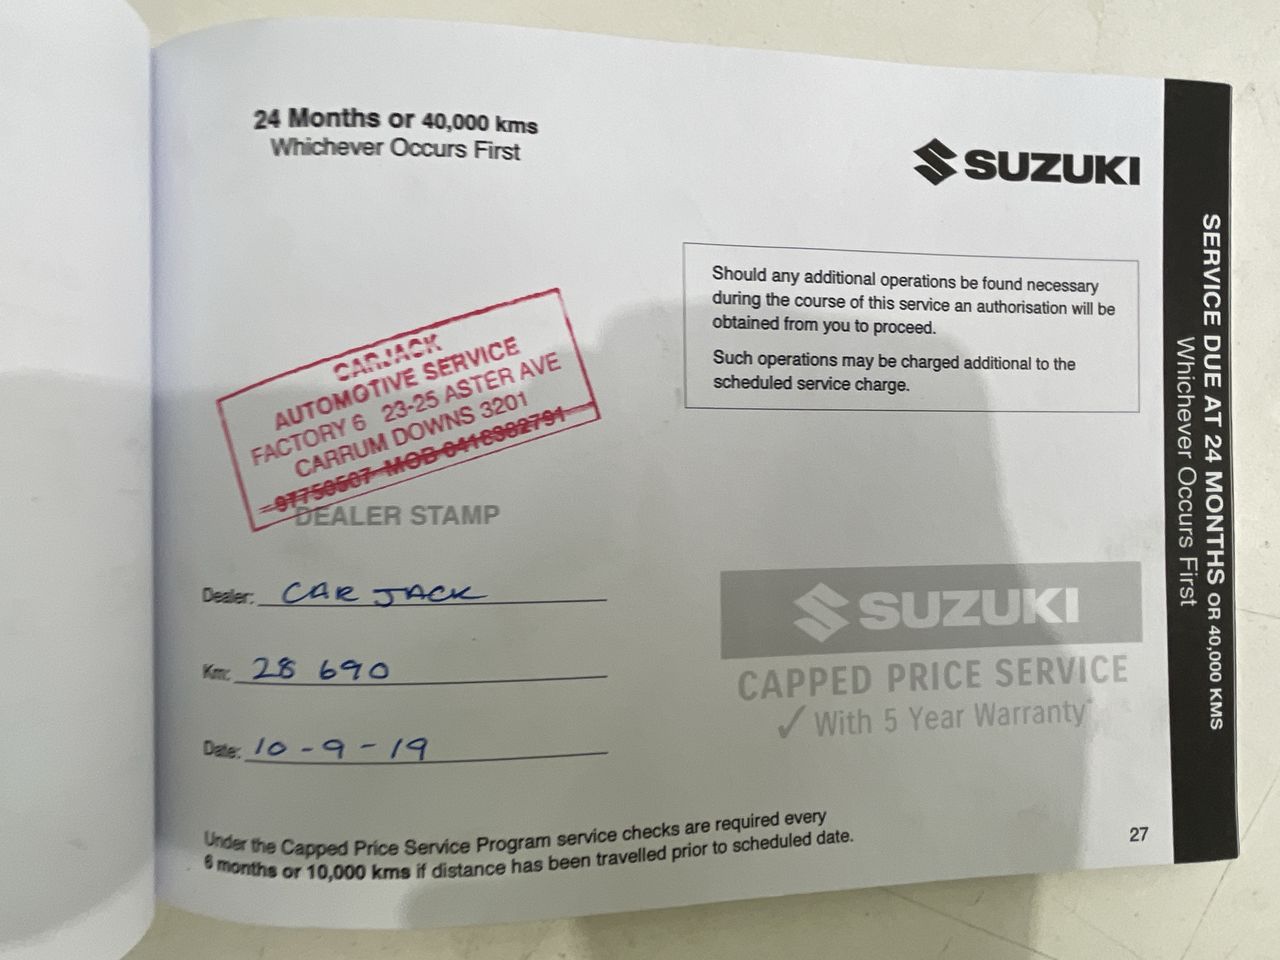 24 Months or 40,000 kms
Whichever Occurs First
SUZUKI
Should any additional operations be found necessary
during the course of this service an authorisation will be
obtained from you to proceed.
Such operations may be charged additional to the
scheduled service charge.
CARJACK
AUTOMOTIVE SERVICE
FACTORY 6 23-25 ASTER AVE
CARRUM DOWNS 3201
MOB
DEALER STAMP
Dealer: CAR JACK
Km: 28 690
Date: 10-9-19
SUZUKI
CAPPED PRICE SERVICE
✓ With 5 Year Warranty
Under the Capped Price Service Program service checks are required every
6 months or 10,000 kms if distance has been travelled prior to scheduled date.
27
SERVICE DUE AT 24 MONTHS OR 40,000 KMS
Whichever Occurs First